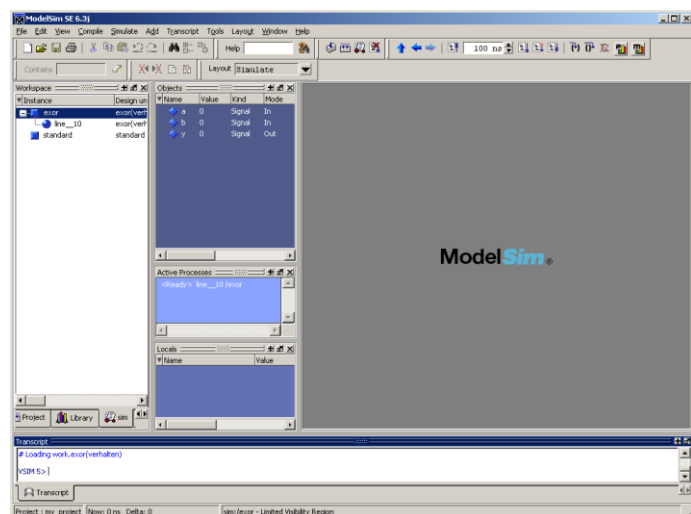 ModelSim SE 6.3j
File Edit View Compile Simulate Add Transcript Tools Layout Window Help
Help
100 ns
Contains
Layout Simulate
Workspace
Instance Design un
exor exor(verh
line__10 exor(verh
standard standard
Project Library sim
Objects
Name Value Kind Mode
a 0 Signal In
b 0 Signal In
y 0 Signal Out
Active Processes
<Ready> line__10 /exor
Locals
Name Value
ModelSim ®
Transcript
# Loading work.exor(verhalten)
VSIM 5>
Transcript
Project : my_project Now: 0 ns Delta: 0 sim:/exor - Limited Visibility Region